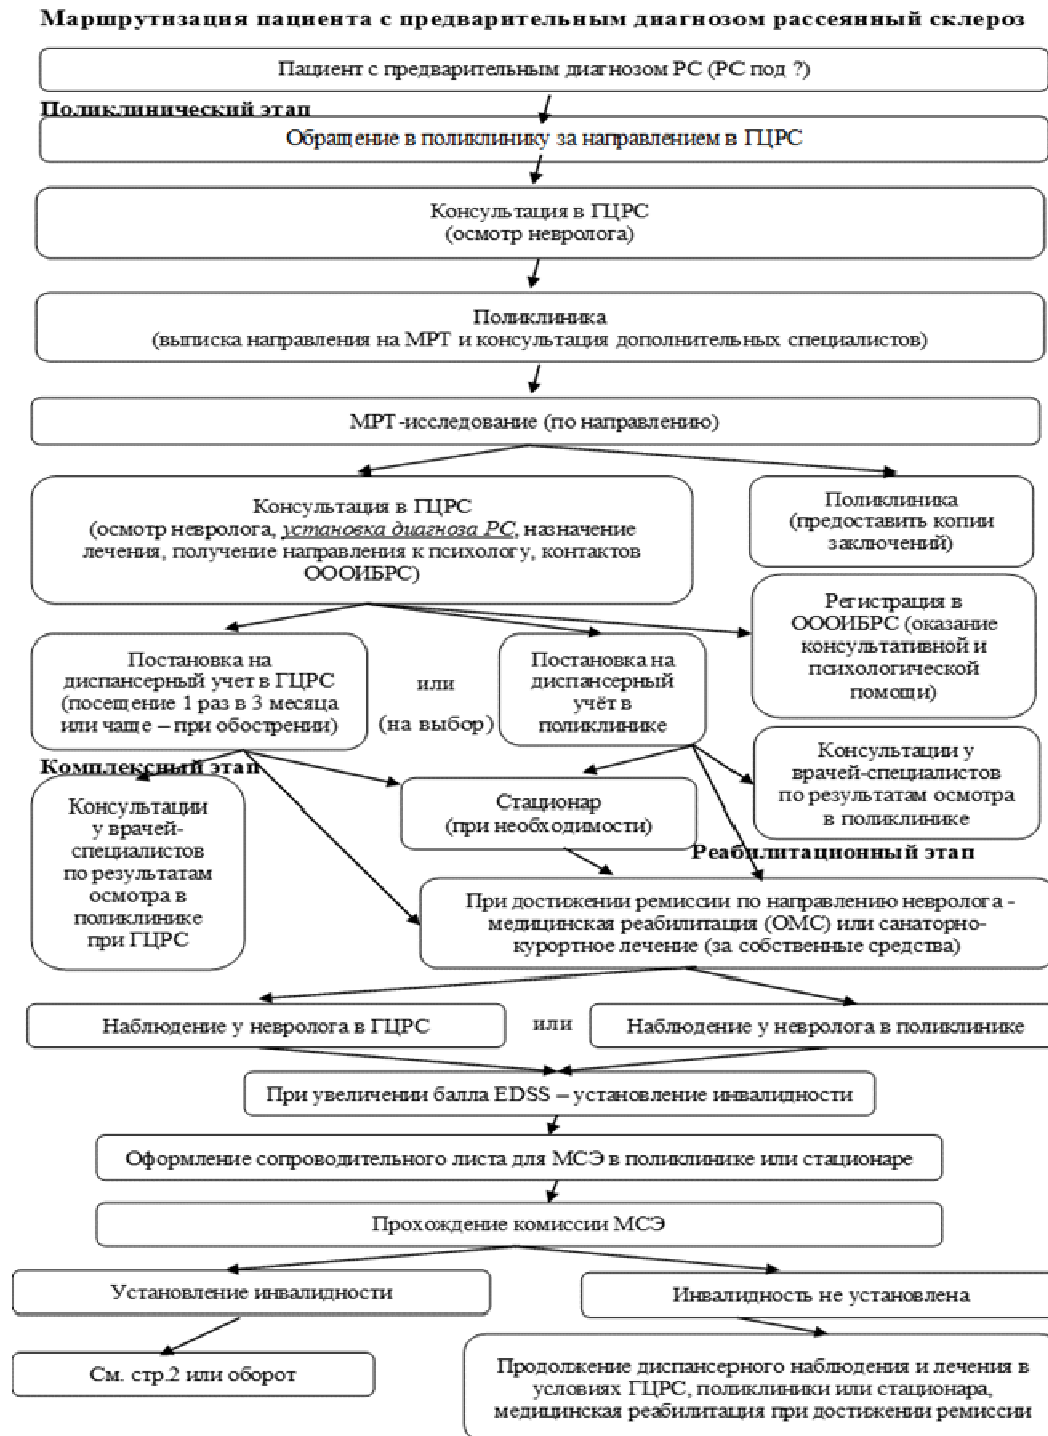 Маршрутизация пациента с предварительным диагнозом рассеянный склероз
Пациент с предварительным диагнозом РС (РС под ?)
Поликлинический этап
Обращение в поликлинику за направлением в ГЦРС
Консультация в ГЦРС
(осмотр невролога)
Поликлиника
(выписка направления на МРТ и консультация дополнительных специалистов)
МРТ-исследование (по направлению)
Консультация в ГЦРС
(осмотр невролога, установка диагноза РС, назначение
лечения, получение направления к психологу, контактов
ОООИБРС)
Поликлиника
(предоставить копии
заключений)
Регистрация в
ОООИБРС (оказание
консультативной и
психологической
помощи)
Постановка на
диспансерный учет в ГЦРС
(посещение 1 раз в 3 месяца
или чаще – при обострении)
или
(на выбор)
Постановка на
диспансерный
учёт в
поликлинике
Консультации у
врачей-специалистов
по результатам осмотра
в поликлинике
Комплексный этап
Консультации
у врачей-
специалистов
по результатам
осмотра в
поликлинике
при ГЦРС
Стационар
(при необходимости)
Реабилитационный этап
При достижении ремиссии по направлению невролога -
медицинская реабилитация (ОМС) или санаторно-
курортное лечение (за собственные средства)
Наблюдение у невролога в ГЦРС
или
Наблюдение у невролога в поликлинике
При увеличении балла EDSS – установление инвалидности
Оформление сопроводительного листа для МСЭ в поликлинике или стационаре
Прохождение комиссии МСЭ
Установление инвалидности
Инвалидность не установлена
См. стр.2 или оборот
Продолжение диспансерного наблюдения и лечения в
условиях ГЦРС, поликлиники или стационара,
медицинская реабилитация при достижении ремиссии